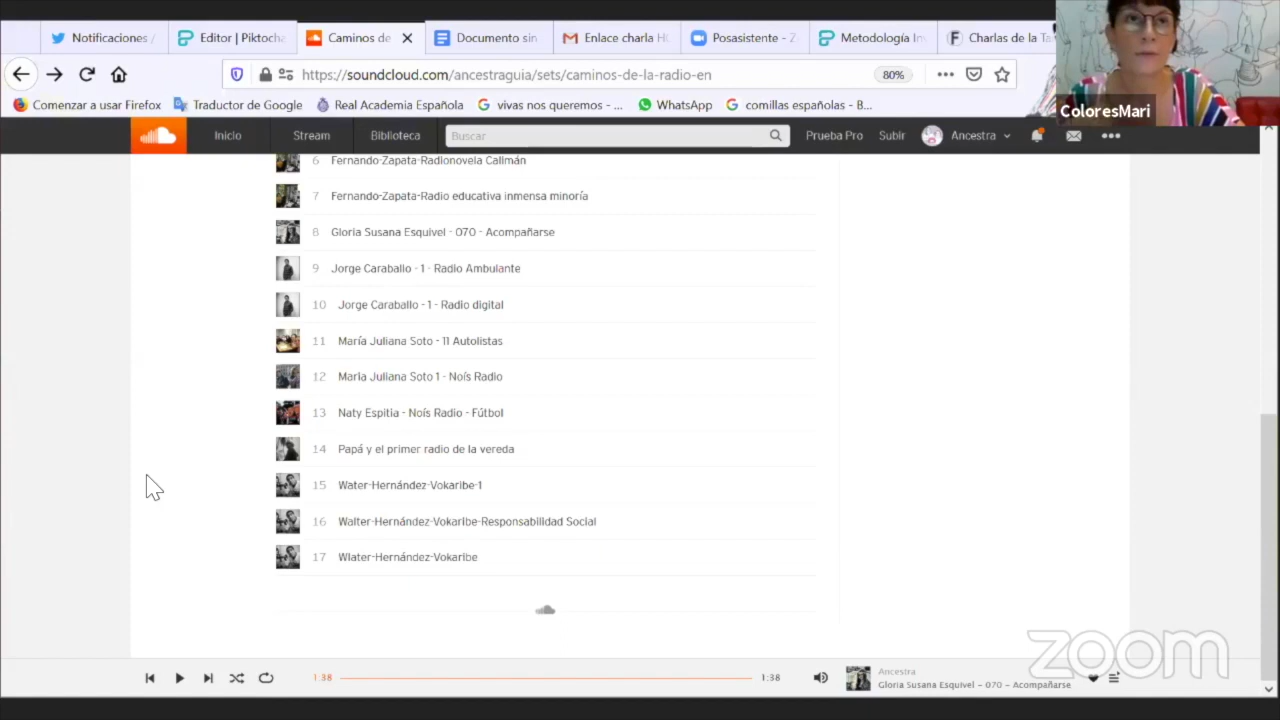 Notificaciones /
Editor | Piktocha
Caminos de
Documento sin
Enlace charla H
Posasistente - Z
Metodología In
Charlas de la Ta
https://soundcloud.com/ancestraguia/sets/caminos-de-la-radio-en
80%
Comenzar a usar Firefox
Traductor de Google
Real Academia Española
vivas nos queremos - ...
WhatsApp
comillas españolas - B...
ColoresMari
Inicio
Stream
Biblioteca
Buscar
Prueba Pro
Subir
Ancestra
6 Fernando-Zapata-Radionovela Calimán
7 Fernando-Zapata-Radio educativa inmensa minoría
8 Gloria Susana Esquivel - 070 - Acompañarse
9 Jorge Caraballo - 1 - Radio Ambulante
10 Jorge Caraballo - 1 - Radio digital
11 María Juliana Soto - 11 Autolistas
12 Maria Juliana Soto 1 - Noís Radio
13 Naty Espitia - Noís Radio - Fútbol
14 Papá y el primer radio de la vereda
15 Water-Hernández-Vokaribe-1
16 Walter-Hernández-Vokaribe-Responsabilidad Social
17 Wlater-Hernández-Vokaribe
1:38
1:38
Ancestra
Gloria Susana Esquivel - 070 - Acompañarse
zoom